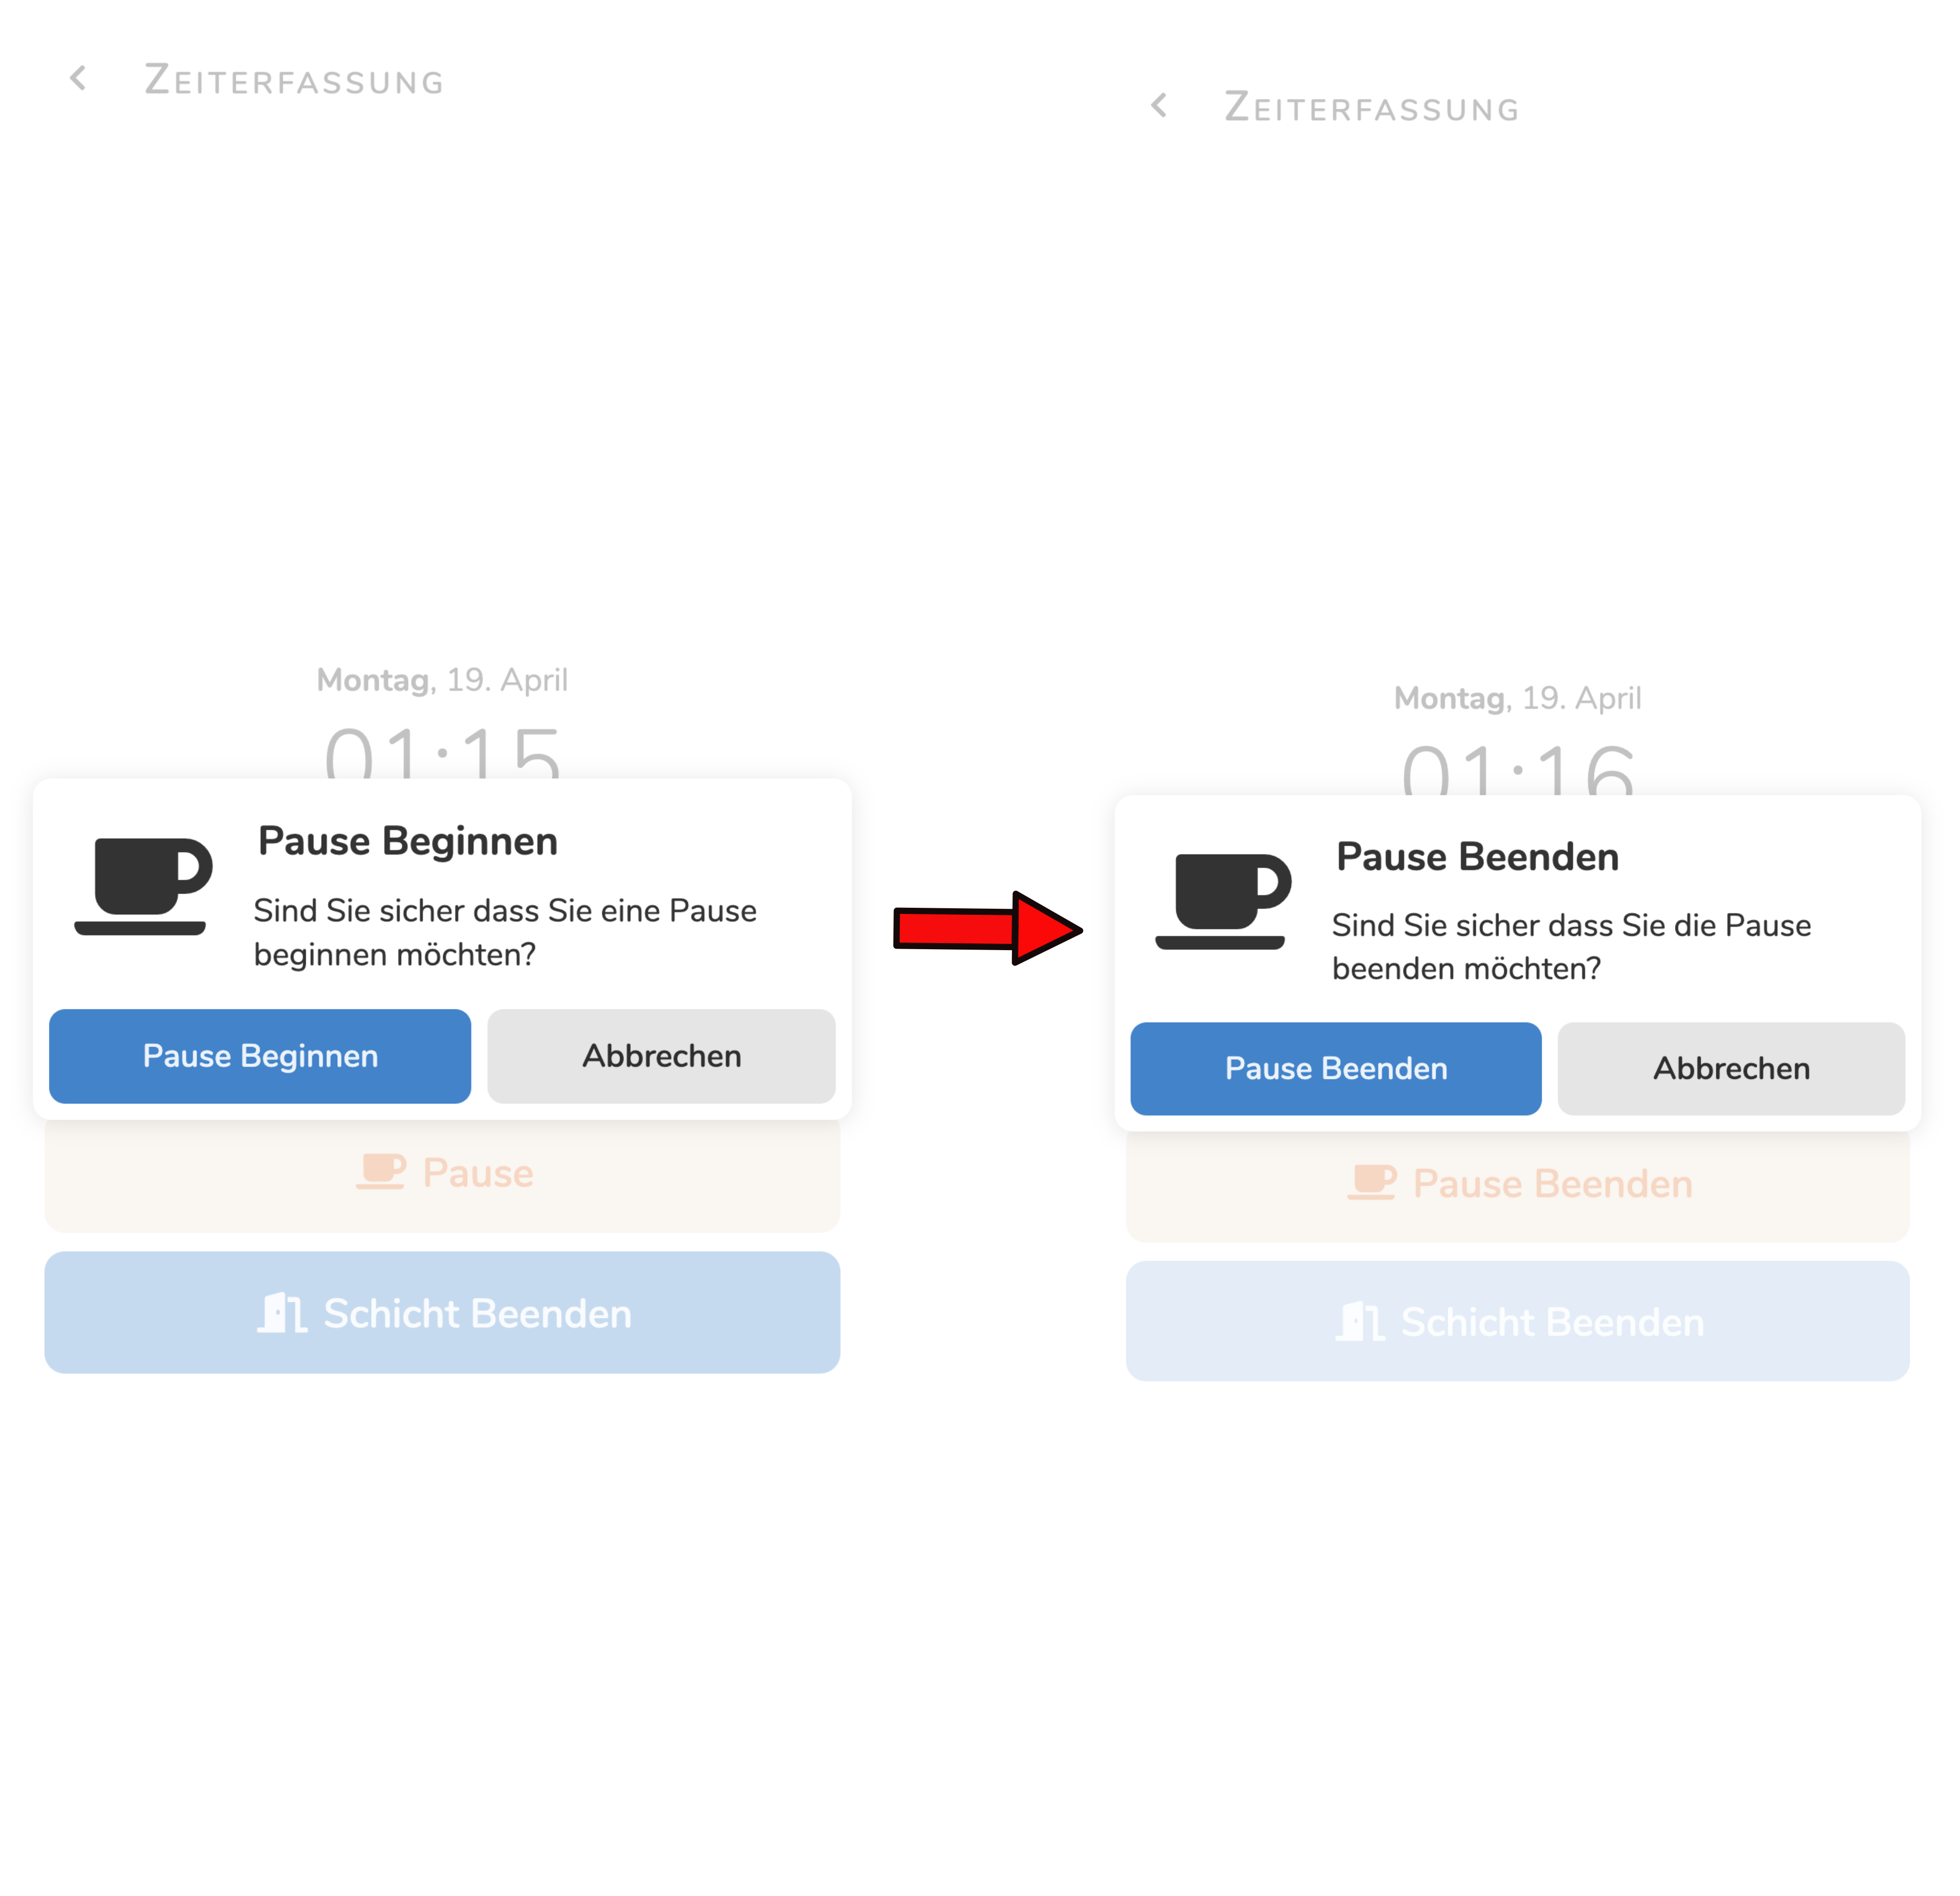 Zeiterfassung
Montag, 19. April
01:15
Pause Beginnen
Sind Sie sicher dass Sie eine Pause
beginnen möchten?
Pause Beginnen
Abbrechen
Pause
Schicht Beenden
Zeiterfassung
Montag, 19. April
01:16
Pause Beenden
Sind Sie sicher dass Sie die Pause
beenden möchten?
Pause Beenden
Abbrechen
Pause Beenden
Schicht Beenden